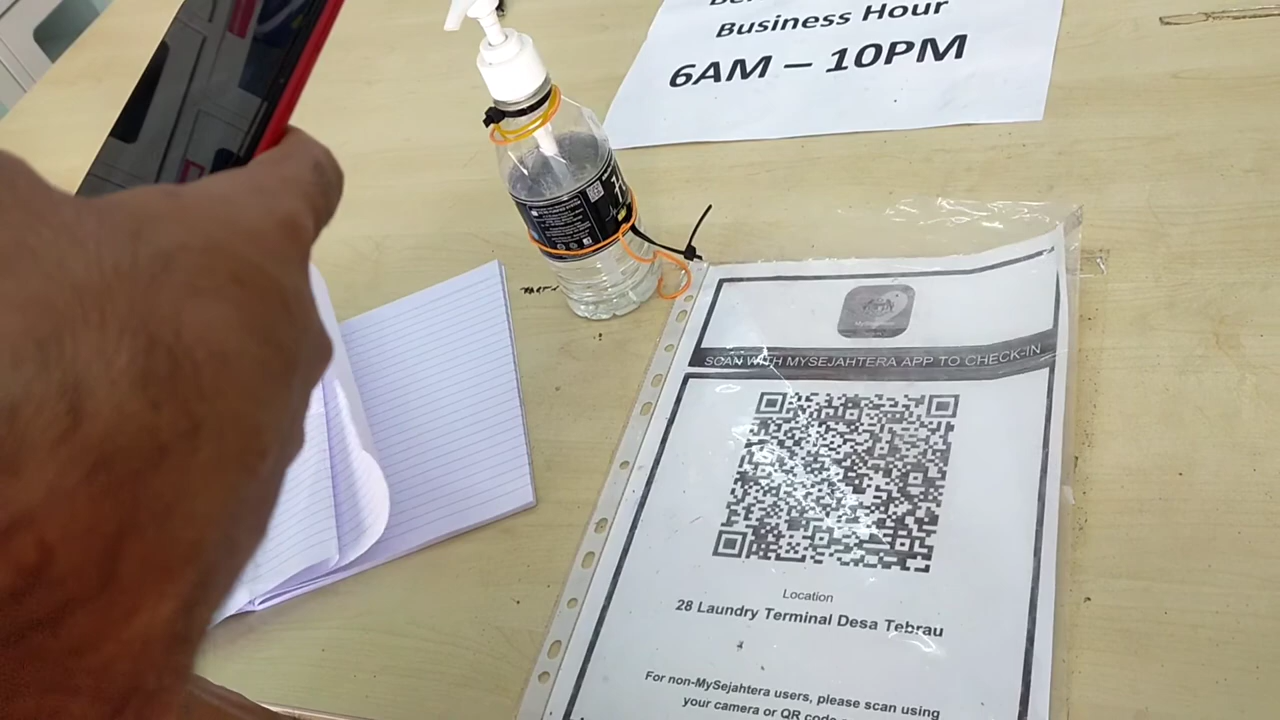 Business Hour
6AM – 10PM
MySejahtera
SCAN WITH MYSEJAHTERA APP TO CHECK-IN
Location
28 Laundry Terminal Desa Tebrau
For non-MySejahtera users, please scan using
your camera or QR code